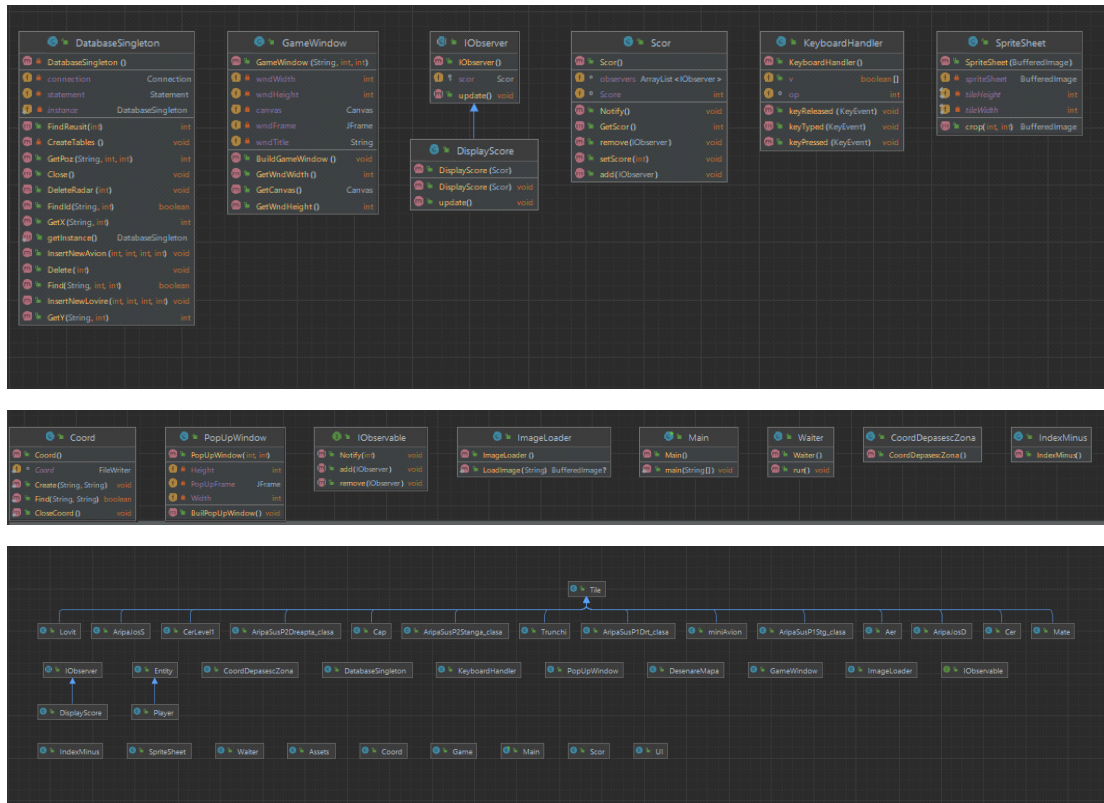 DatabaseSingleton
DatabaseSingleton ()
connection Connection
statement Statement
instance DatabaseSingleton
FindReusit(int) int
CreateTables () void
GetPoz(String, int, int) int
Close() void
DeleteRadar (int) void
FindId(String, int) boolean
GetX (String, int) int
getInstance() DatabaseSingleton
InsertNewAvion (int, int, int, int) void
Delete (int) void
Find(String, int, int) boolean
InsertNewLovire (int, int, int, int) void
GetY(String, int) int
GameWindow
GameWindow (String, int, int)
wndWidth int
wndHeight int
canvas Canvas
wndFrame JFrame
wndTitle String
BuildGameWindow () void
GetWndWidth () int
GetCanvas() Canvas
GetWndHeight () int
IObserver
IObserver()
scor Scor
update() void
DisplayScore
DisplayScore (Scor)
DisplayScore (Scor) void
update() void
Scor
Scor()
observers ArrayList <IObserver >
Score int
Notify() void
GetScor() int
remove(IObserver) void
setScore(int) void
add(IObserver) void
KeyboardHandler
KeyboardHandler()
v boolean []
op int
keyReleased (KeyEvent) void
keyTyped (KeyEvent) void
keyPressed (KeyEvent) void
SpriteSheet
SpriteSheet (BufferedImage)
spriteSheet BufferedImage
tileHeight int
tileWidth int
crop(int, int) BufferedImage
Coord
Coord()
Coord FileWriter
Create(String, String) void
Find(String, String) boolean
CloseCoord () void
PopUpWindow
PopUpWindow (int, int)
Height int
PopUpFrame JFrame
Width int
BuilPopUpWindow() void
IObservable
Notify(int) void
add(IObserver) void
remove(IObserver) void
ImageLoader
ImageLoader ()
LoadImage(String) BufferedImage?
Main
Main()
main(String[]) void
Waiter
Waiter()
run() void
CoordDepasescZona
CoordDepasescZona ()
IndexMinus
IndexMinus()
Tile
Lovit
AripaJosS
CerLevel1
AripaSusP2Dreapta_clasa
Cap
AripaSusP2Stanga_clasa
Trunchi
AripaSusP1Drt_clasa
miniAvion
AripaSusP1Stg_clasa
Aer
AripaJosD
Cer
Mate
IObserver
Entity
CoordDepasescZona
DatabaseSingleton
KeyboardHandler
PopUpWindow
DesenareMapa
GameWindow
ImageLoader
IObservable
DisplayScore
Player
IndexMinus
SpriteSheet
Waiter
Assets
Coord
Game
Main
Scor
UI